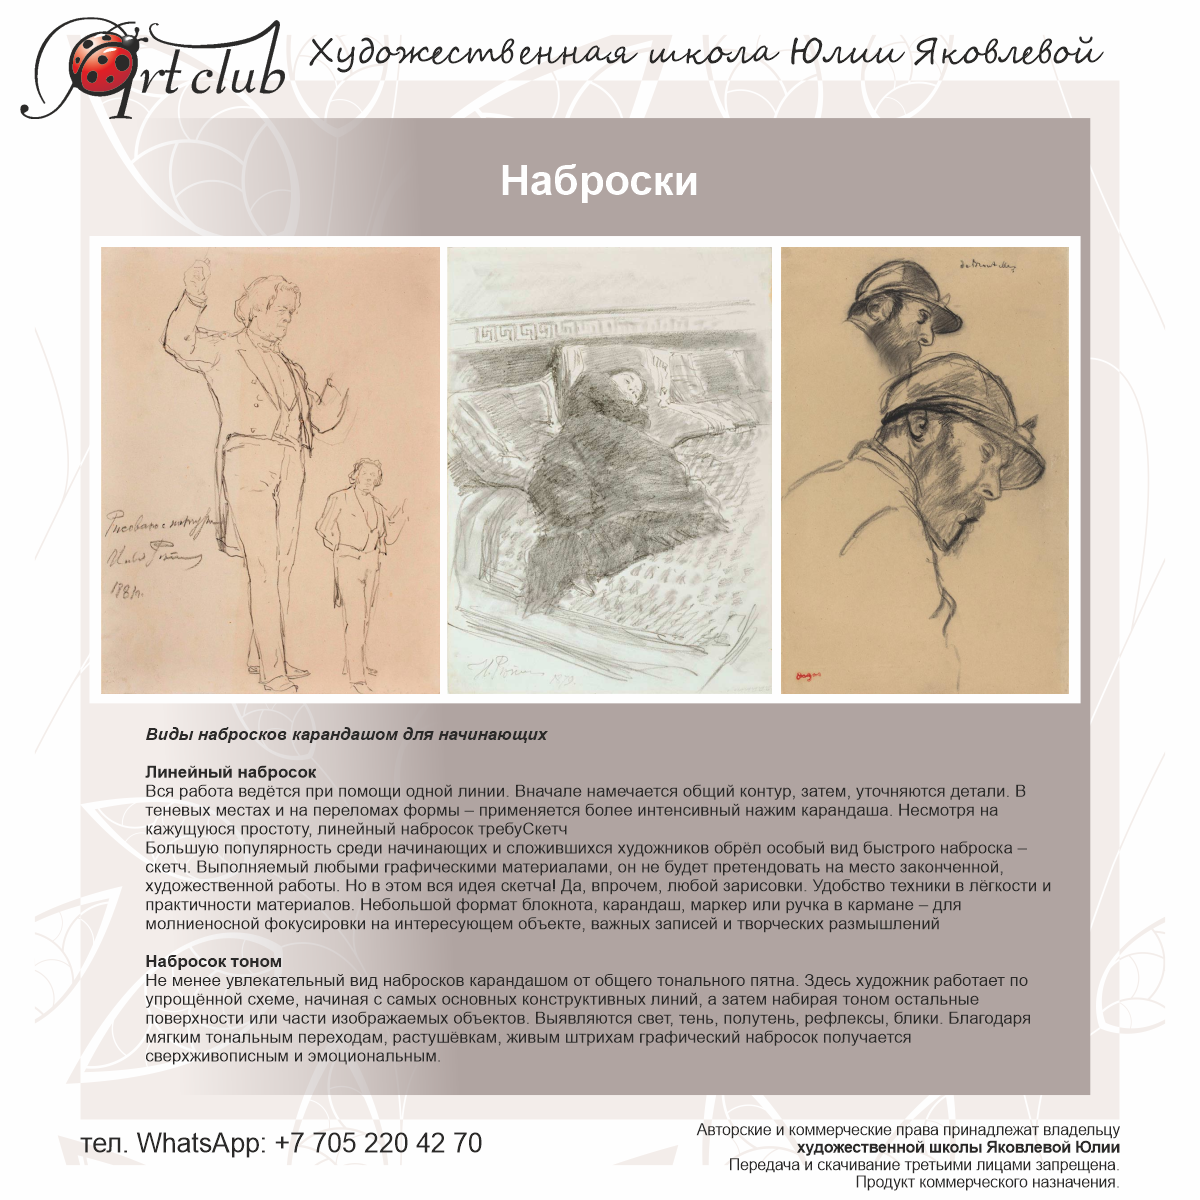 Art club
Художественная школа Юлии Яковлевой
Наброски
Рисовалъ с натуры
Илья Репин
И. Репин
Degas
Виды набросков карандашом для начинающих
Линейный набросок
Вся работа ведётся при помощи одной линии. Вначале намечается общий контур, затем, уточняются детали. В
теневых местах и на переломах формы – применяется более интенсивный нажим карандаша. Несмотря на
кажущуюся простоту, линейный набросок требуСкетч
Большую популярность среди начинающих и сложившихся художников обрёл особый вид быстрого наброска –
скетч. Выполняемый любыми графическими материалами, он не будет претендовать на место законченной,
художественной работы. Но в этом вся идея скетча! Да, впрочем, любой зарисовки. Удобство техники в лёгкости и
практичности материалов. Небольшой формат блокнота, карандаш, маркер или ручка в кармане – для
молниеносной фокусировки на интересующем объекте, важных записей и творческих размышлений
Набросок тоном
Не менее увлекательный вид набросков карандашом от общего тонального пятна. Здесь художник работает по
упрощённой схеме, начиная с самых основных конструктивных линий, а затем набирая тоном остальные
поверхности или части изображаемых объектов. Выявляются свет, тень, полутень, рефлексы, блики. Благодаря
мягким тональным переходам, растушёвкам, живым штрихам графический набросок получается
сверхживописным и эмоциональным.
тел. WhatsApp: +7 705 220 42 70
Авторские и коммерческие права принадлежат владельцу
художественной школы Яковлевой Юлии
Передача и скачивание третьими лицами запрещена.
Продукт коммерческого назначения.